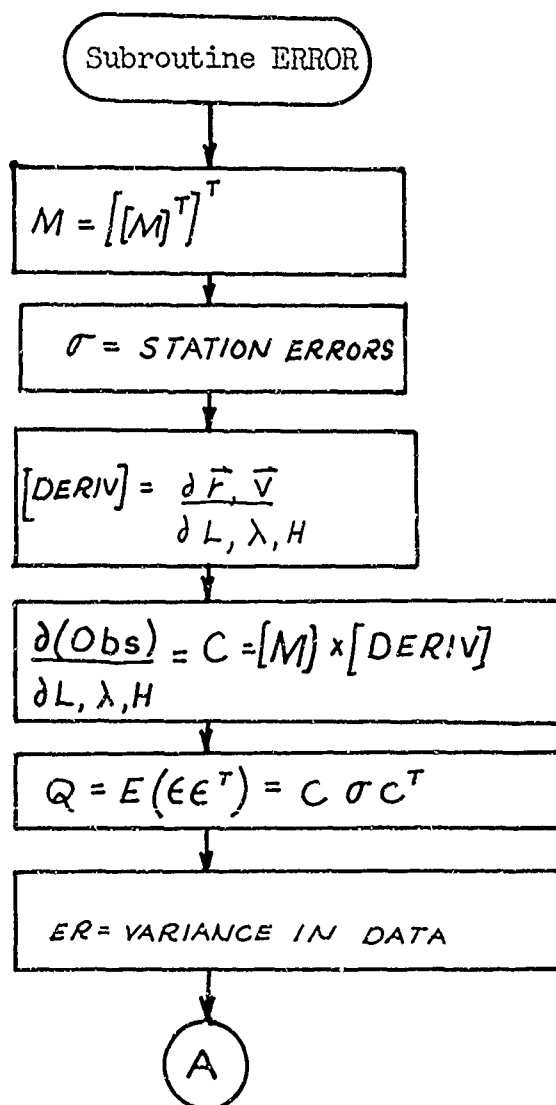 Subroutine ERROR
M = [[M]^T]^T
σ = STATION ERRORS
[DERIV] = ∂ r⃗, v⃗ / ∂ L, λ, H
∂(Obs) / ∂L, λ, H = C = [M] × [DERIV]
Q = E(ϵϵ^T) = C σ C^T
ER = VARIANCE IN DATA
A